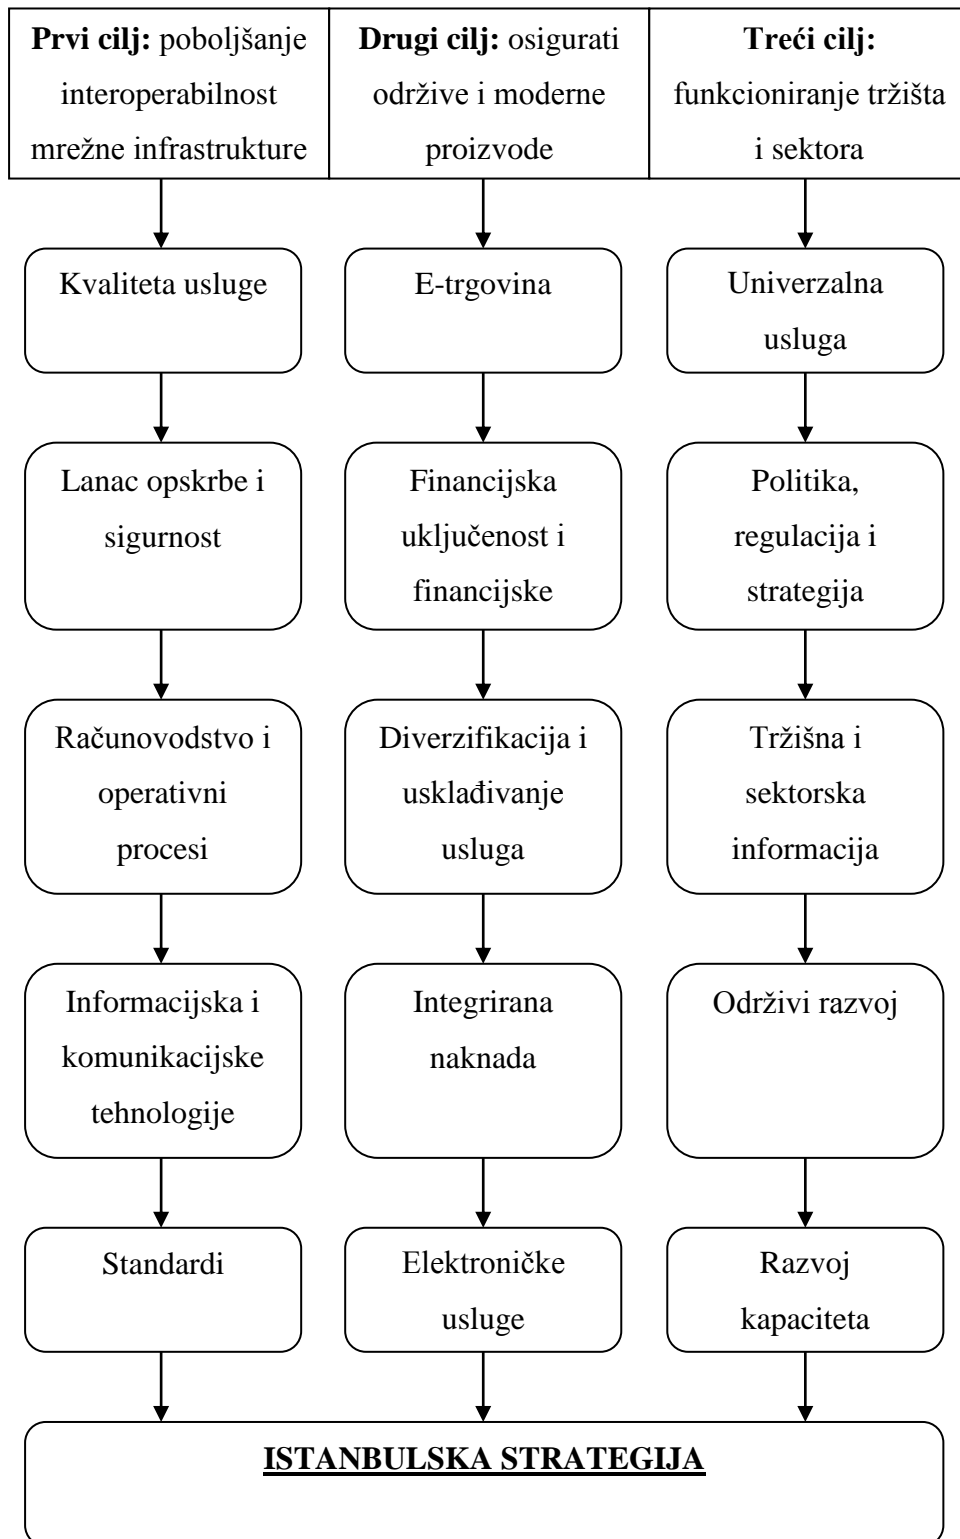 Prvi cilj: poboljšanje
interoperabilnost
mrežne infrastrukture
Drugi cilj: osigurati
održive i moderne
proizvode
Treći cilj:
funkcioniranje tržišta
i sektora
Kvaliteta usluge
E-trgovina
Univerzalna
usluga
Lanac opskrbe i
sigurnost
Financijska
uključenost i
financijske
Politika,
regulacija i
strategija
Računovodstvo i
operativni
procesi
Diverzifikacija i
usklađivanje
usluga
Tržišna i
sektorska
informacija
Informacijska i
komunikacijske
tehnologije
Integrirana
naknada
Održivi razvoj
Standardi
Elektroničke
usluge
Razvoj
kapaciteta
ISTANBULSKA STRATEGIJA